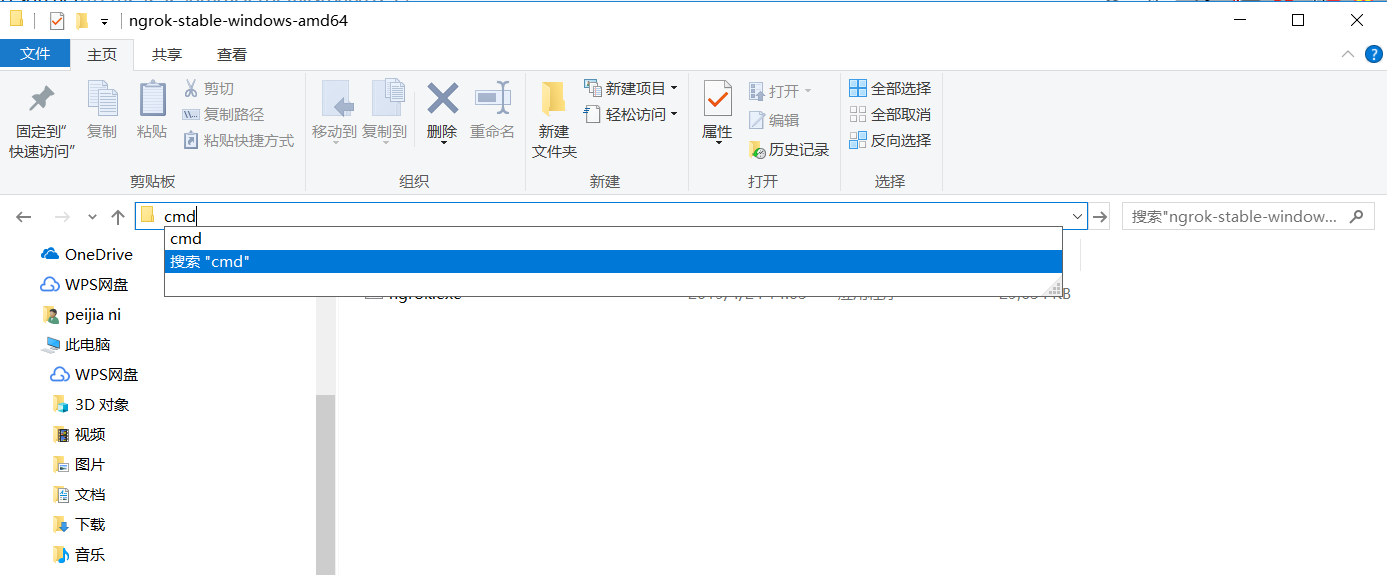 ngrok-stable-windows-amd64
文件 主页 共享 查看
固定到"快速访问"
复制
粘贴
剪切
复制路径
粘贴快捷方式
剪贴板
移动到
复制到
删除
重命名
组织
新建文件夹
新建项目
轻松访问
新建
属性
打开
编辑
历史记录
打开
全部选择
全部取消
反向选择
选择
cmd
搜索"ngrok-stable-window...
cmd
搜索 "cmd"
OneDrive
WPS网盘
peijia ni
此电脑
WPS网盘
3D 对象
视频
图片
文档
下载
音乐